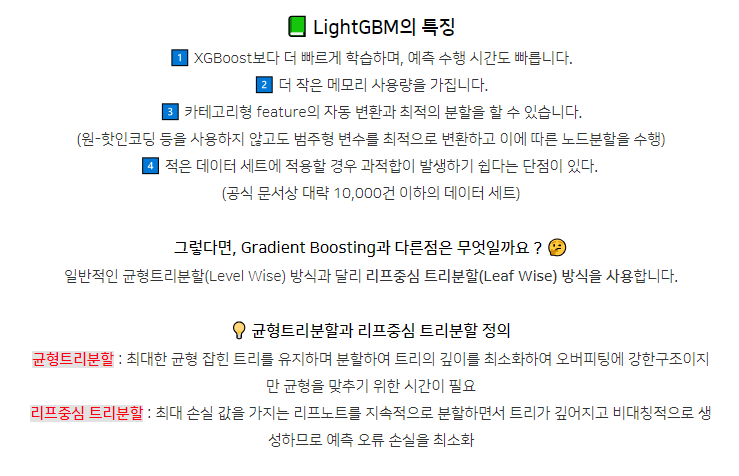 📗 LightGBM의 특징
1️⃣ XGBoost보다 더 빠르게 학습하며, 예측 수행 시간도 빠릅니다.
2️⃣ 더 작은 메모리 사용량을 가집니다.
3️⃣ 카테고리형 feature의 자동 변환과 최적의 분할을 할 수 있습니다.
(원-핫인코딩 등을 사용하지 않고도 범주형 변수를 최적으로 변환하고 이에 따른 노드분할을 수행)
4️⃣ 적은 데이터 세트에 적용할 경우 과적합이 발생하기 쉽다는 단점이 있다.
(공식 문서상 대략 10,000건 이하의 데이터 세트)
그렇다면, Gradient Boosting과 다른점은 무엇일까요 ? 🤔
일반적인 균형트리분할(Level Wise) 방식과 달리 리프중심 트리분할(Leaf Wise) 방식을 사용합니다.
💡 균형트리분할과 리프중심 트리분할 정의
균형트리분할 : 최대한 균형 잡힌 트리를 유지하며 분할하여 트리의 깊이를 최소화하여 오버피팅에 강한구조이지
만 균형을 맞추기 위한 시간이 필요
리프중심 트리분할 : 최대 손실 값을 가지는 리프노트를 지속적으로 분할하면서 트리가 깊어지고 비대칭적으로 생
성하므로 예측 오류 손실을 최소화